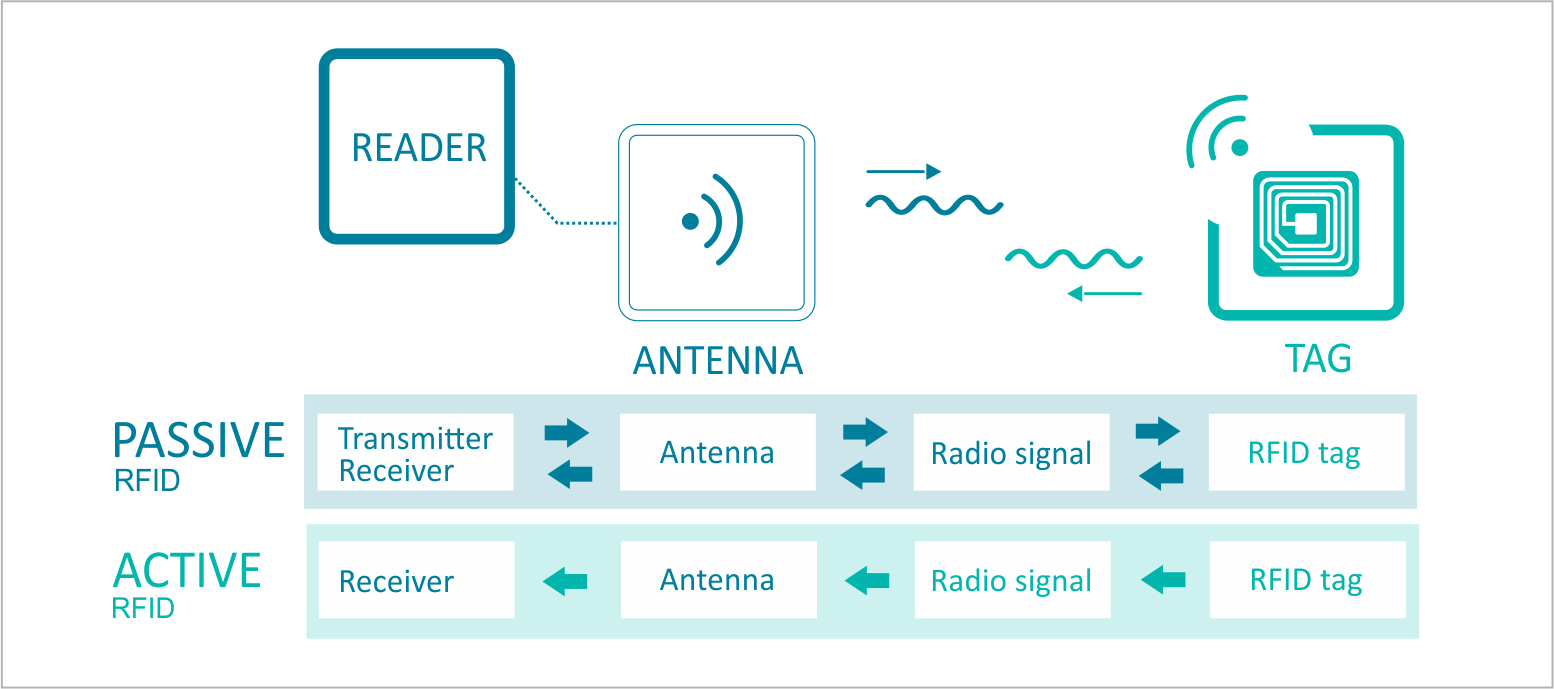 READER
ANTENNA
TAG
PASSIVE
RFID
Transmitter
Receiver
Antenna
Radio signal
RFID tag
ACTIVE
RFID
Receiver
Antenna
Radio signal
RFID tag